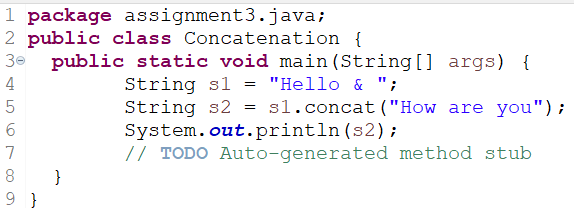 1 package assignment3.java;
2 public class Concatenation {
3 public static void main(String[] args) {
4 String s1 = "Hello & ";
5 String s2 = s1.concat("How are you");
6 System.out.println(s2);
7 // TODO Auto-generated method stub
8 }
9 }